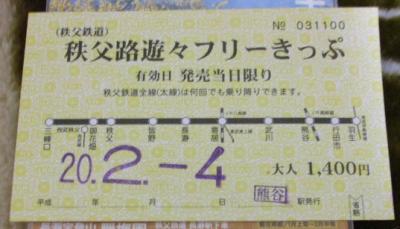 (秩父鉄道)
№ 031100
秩父路遊々フリーきっぷ
有効日 発売当日限り
秩父鉄道全線(太線)は何回でも乗り降りできます。
三峰口 西武秩父 御花畑 秩父 皆野 長瀞 寄居 武川 熊谷 行田市 羽生
20.2.-4
大人 1,400円
平成 年 月 日 熊谷 駅発行